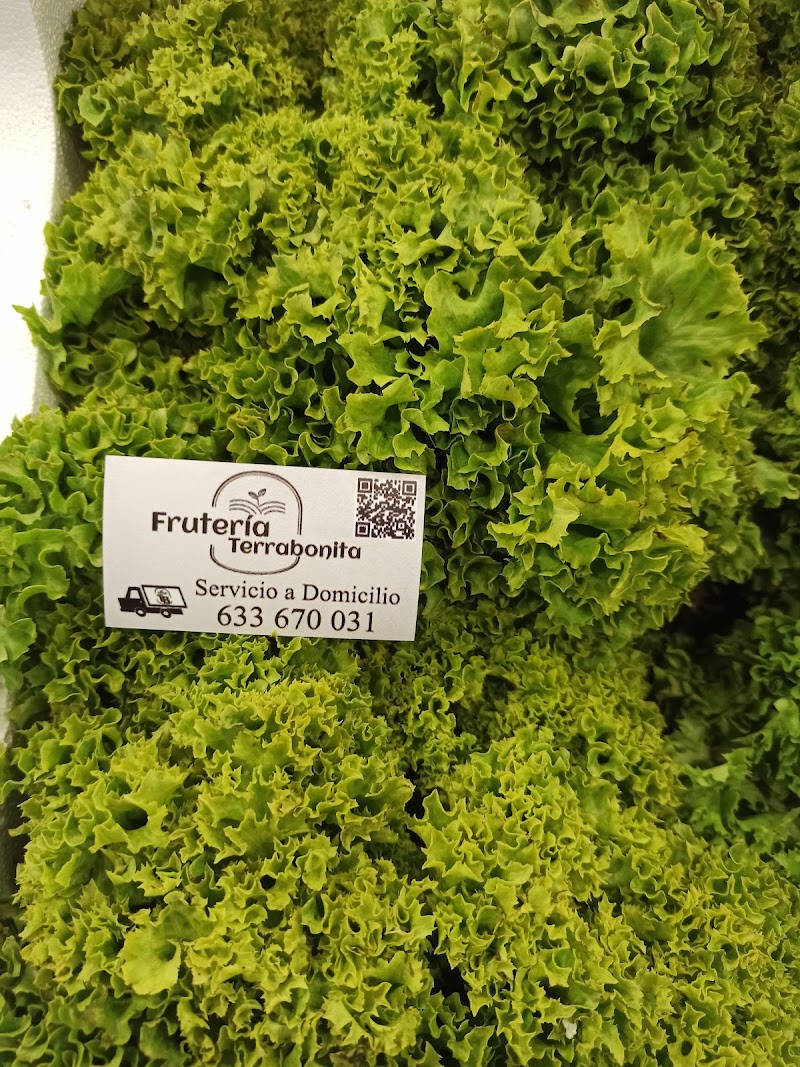 Frutería
Terrabonita
Servicio a Domicilio
633 670 031